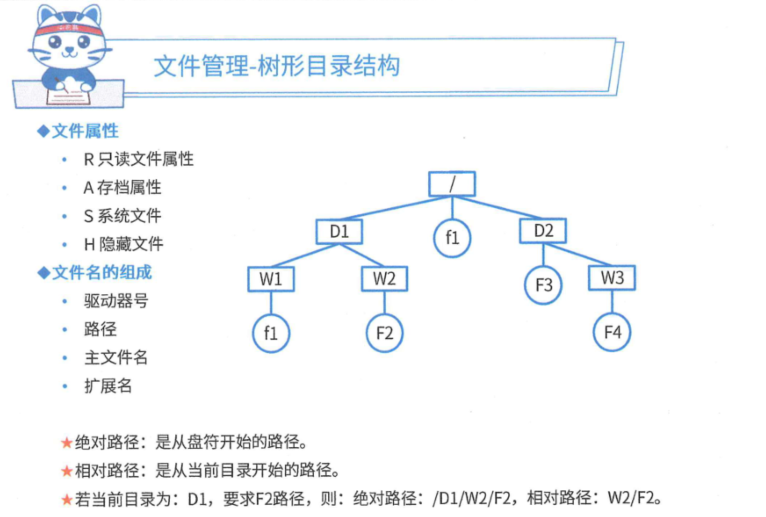 文件管理-树形目录结构
◆文件属性
• R 只读文件属性
• A 存档属性
• S 系统文件
• H 隐藏文件
◆文件名的组成
• 驱动器号
• 路径
• 主文件名
• 扩展名
/
D1
f1
D2
W1
W2
F3
W3
f1
F2
F4
★绝对路径：是从盘符开始的路径。
★相对路径：是从当前目录开始的路径。
★若当前目录为：D1，要求F2路径，则：绝对路径：/D1/W2/F2，相对路径：W2/F2。